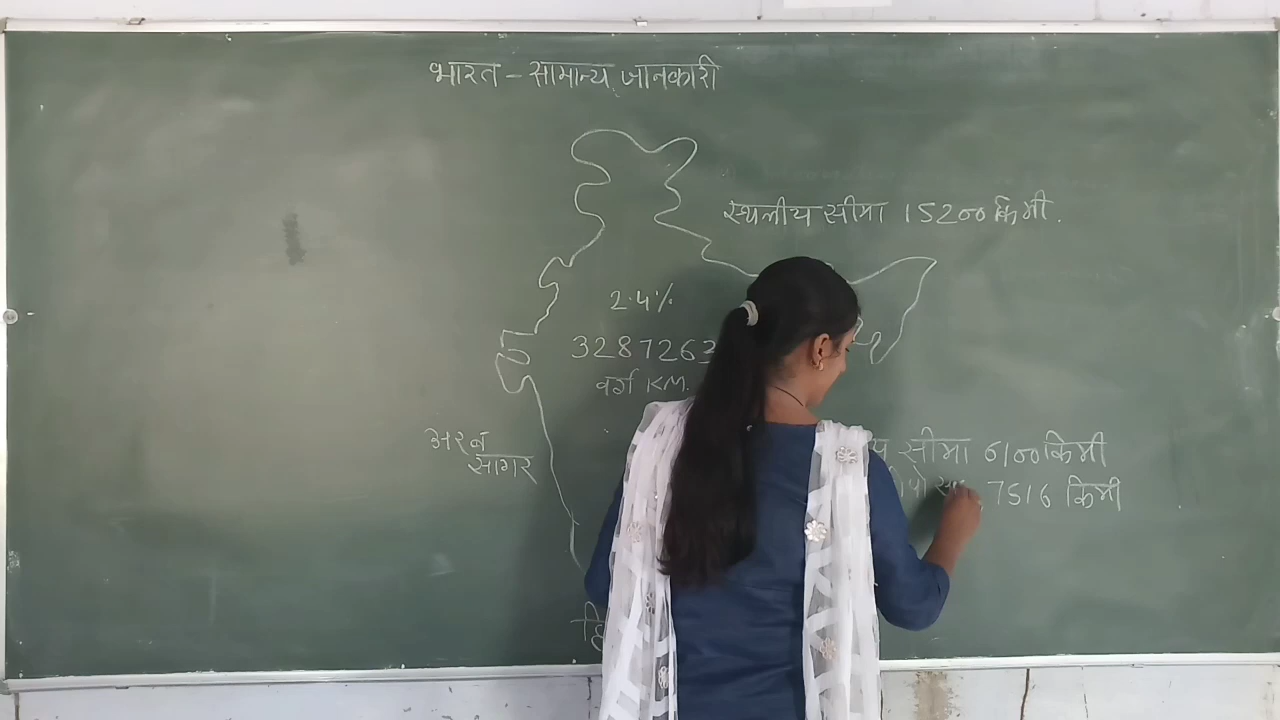 भारत – सामान्य जानकारी
स्थलीय सीमा 15200 किमी.
2.4%
3287263
वर्ग KM.
अरब
सागर
सीमा 6100 किमी
7516 किमी